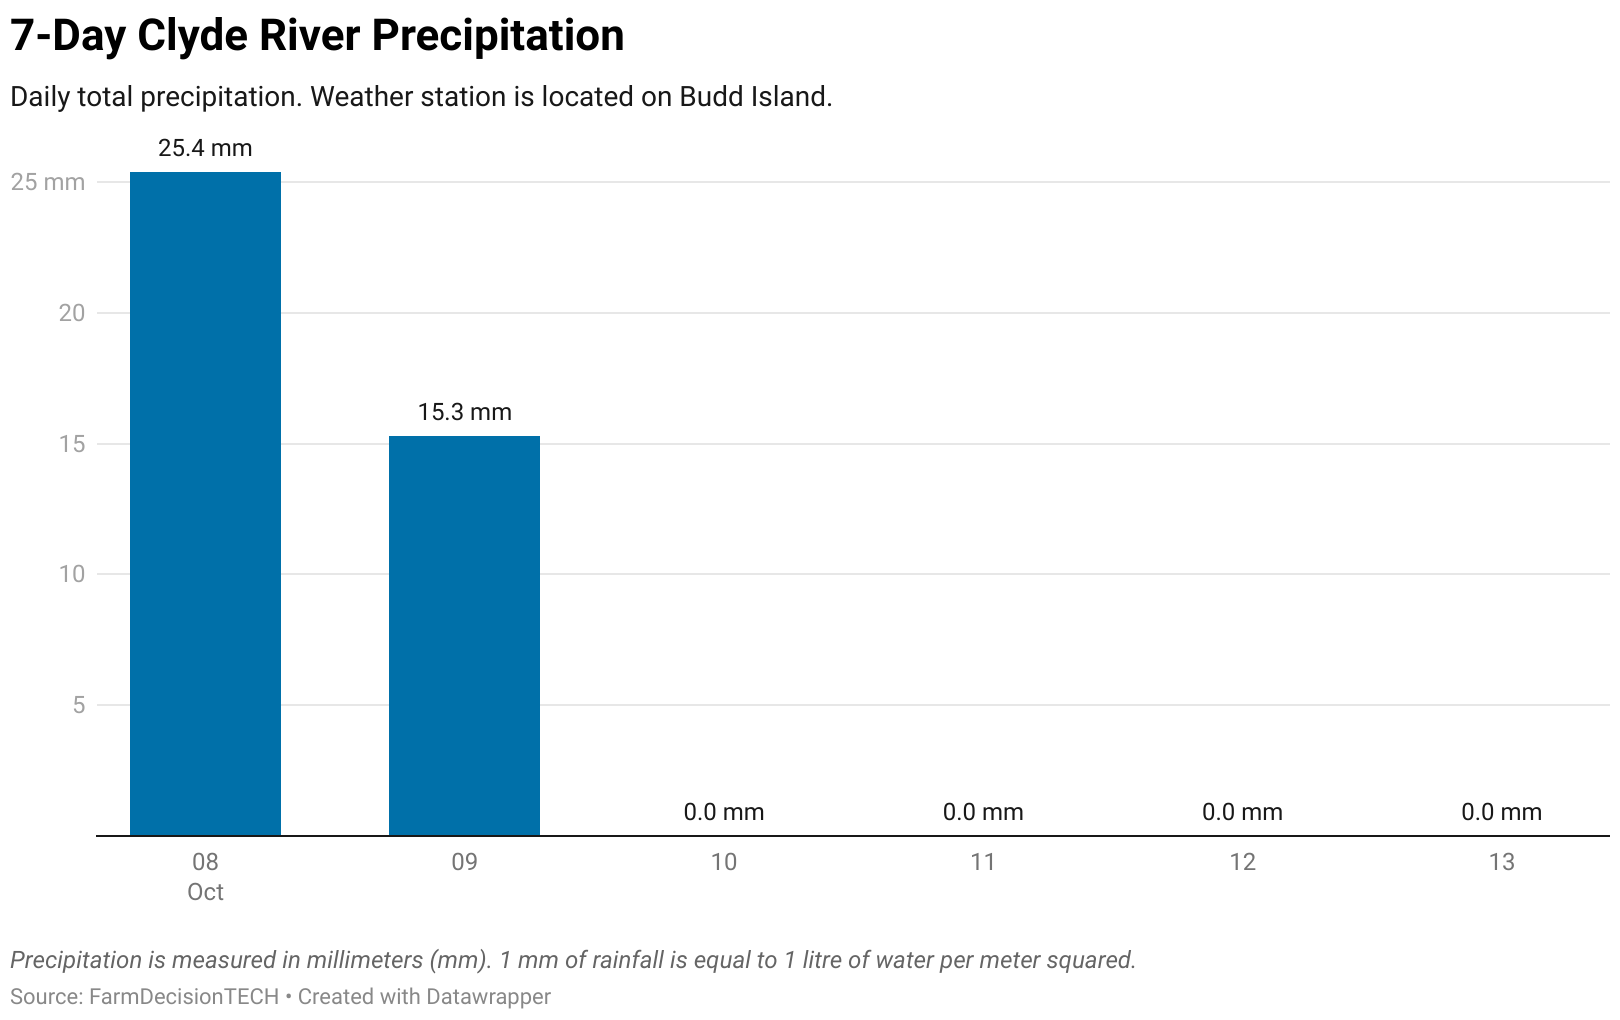 7-Day Clyde River Precipitation
Daily total precipitation. Weather station is located on Budd Island.
25.4 mm
25 mm
20
15.3 mm
15
10
5
0.0 mm 0.0 mm 0.0 mm 0.0 mm
08 09 10 11 12 13
Oct
Precipitation is measured in millimeters (mm). 1 mm of rainfall is equal to 1 litre of water per meter squared.
Source: FarmDecisionTECH • Created with Datawrapper